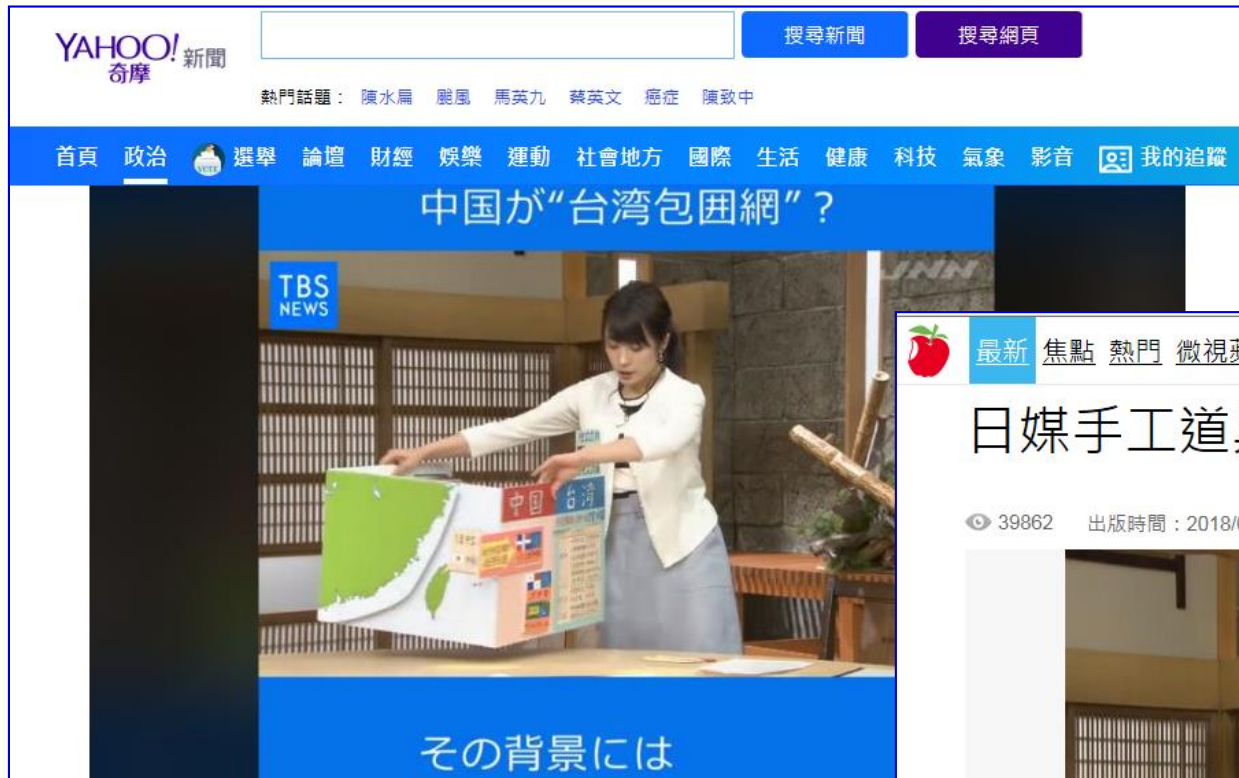 YAHOO! 新聞
奇摩
搜尋新聞
搜尋網頁
熱門話題： 陳水扁 颱風 馬英九 蔡英文 癌症 陳致中
首頁 政治 選舉 論壇 財經 娛樂 運動 社會地方 國際 生活 健康 科技 氣象 影音 我的追蹤
VOTE
中国が“台湾包囲網”？
TBS
NEWS
JNN
中国
台湾
その背景には
最新 焦點 熱門 微視
日媒手工道
39862 出版時間：2018/